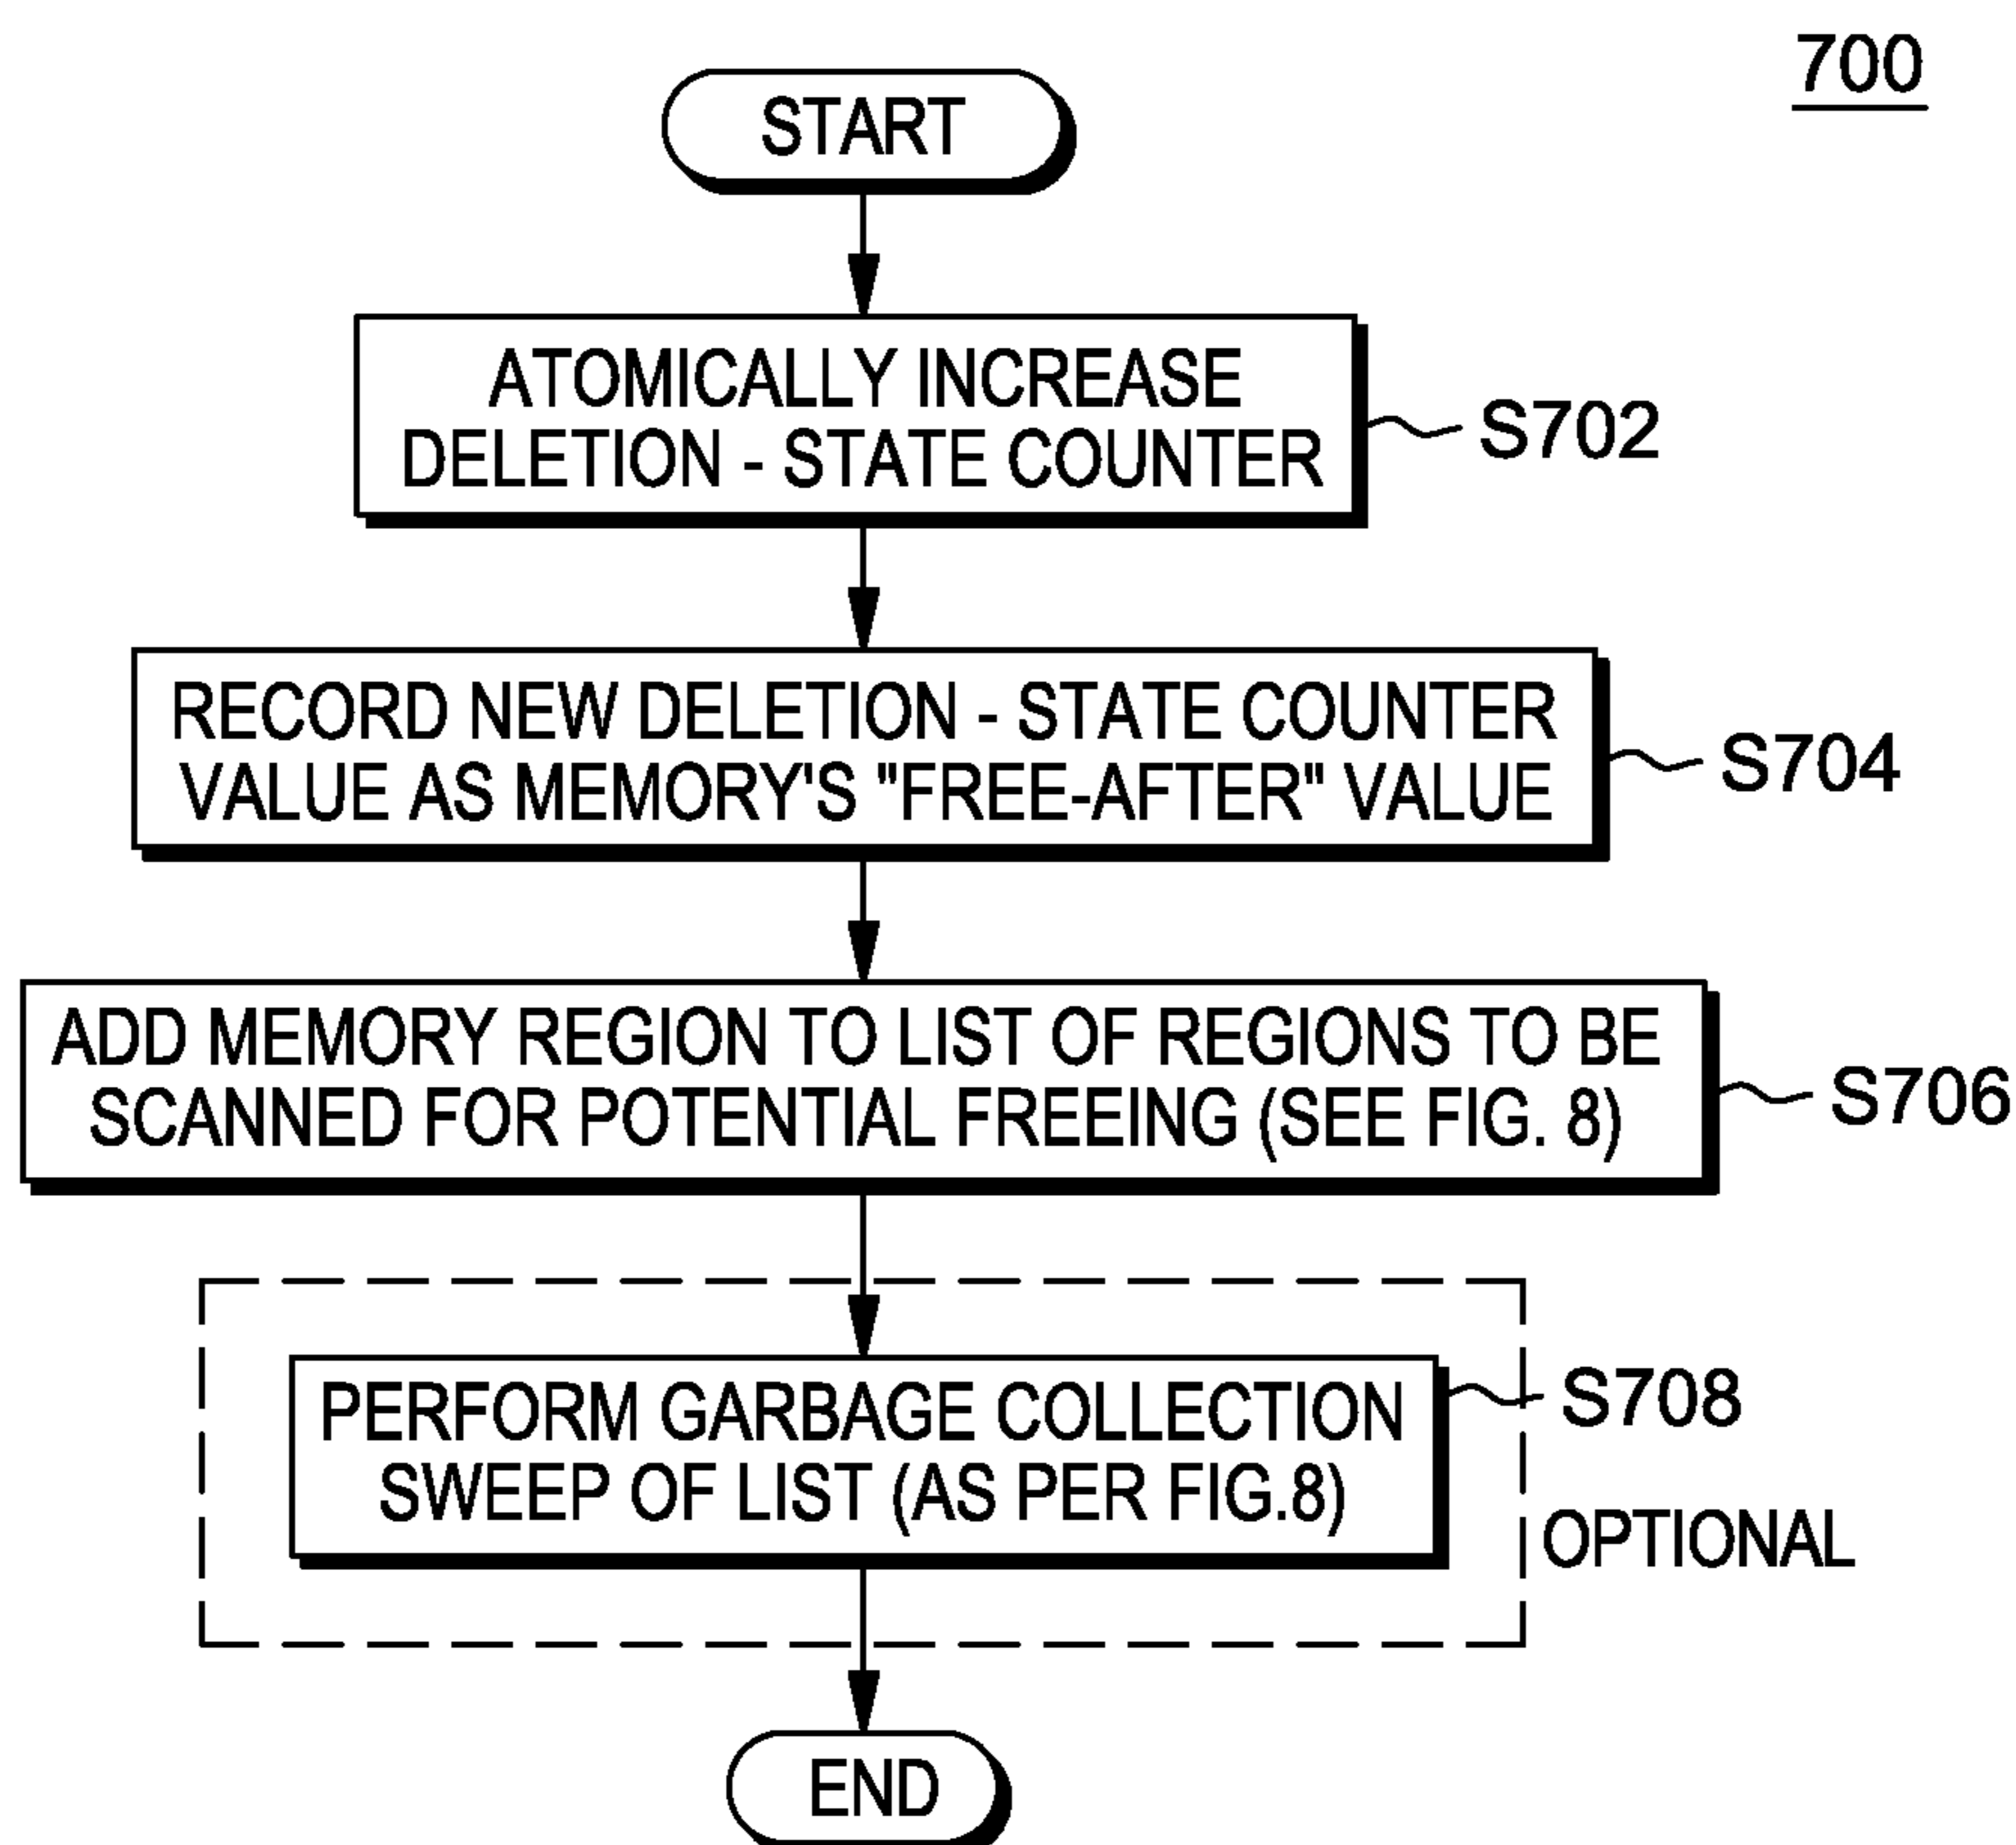 700
START
ATOMICALLY INCREASE
DELETION - STATE COUNTER
S702
RECORD NEW DELETION - STATE COUNTER
VALUE AS MEMORY'S "FREE-AFTER" VALUE
S704
ADD MEMORY REGION TO LIST OF REGIONS TO BE
SCANNED FOR POTENTIAL FREEING (SEE FIG. 8)
S706
PERFORM GARBAGE COLLECTION
SWEEP OF LIST (AS PER FIG.8)
S708
OPTIONAL
END